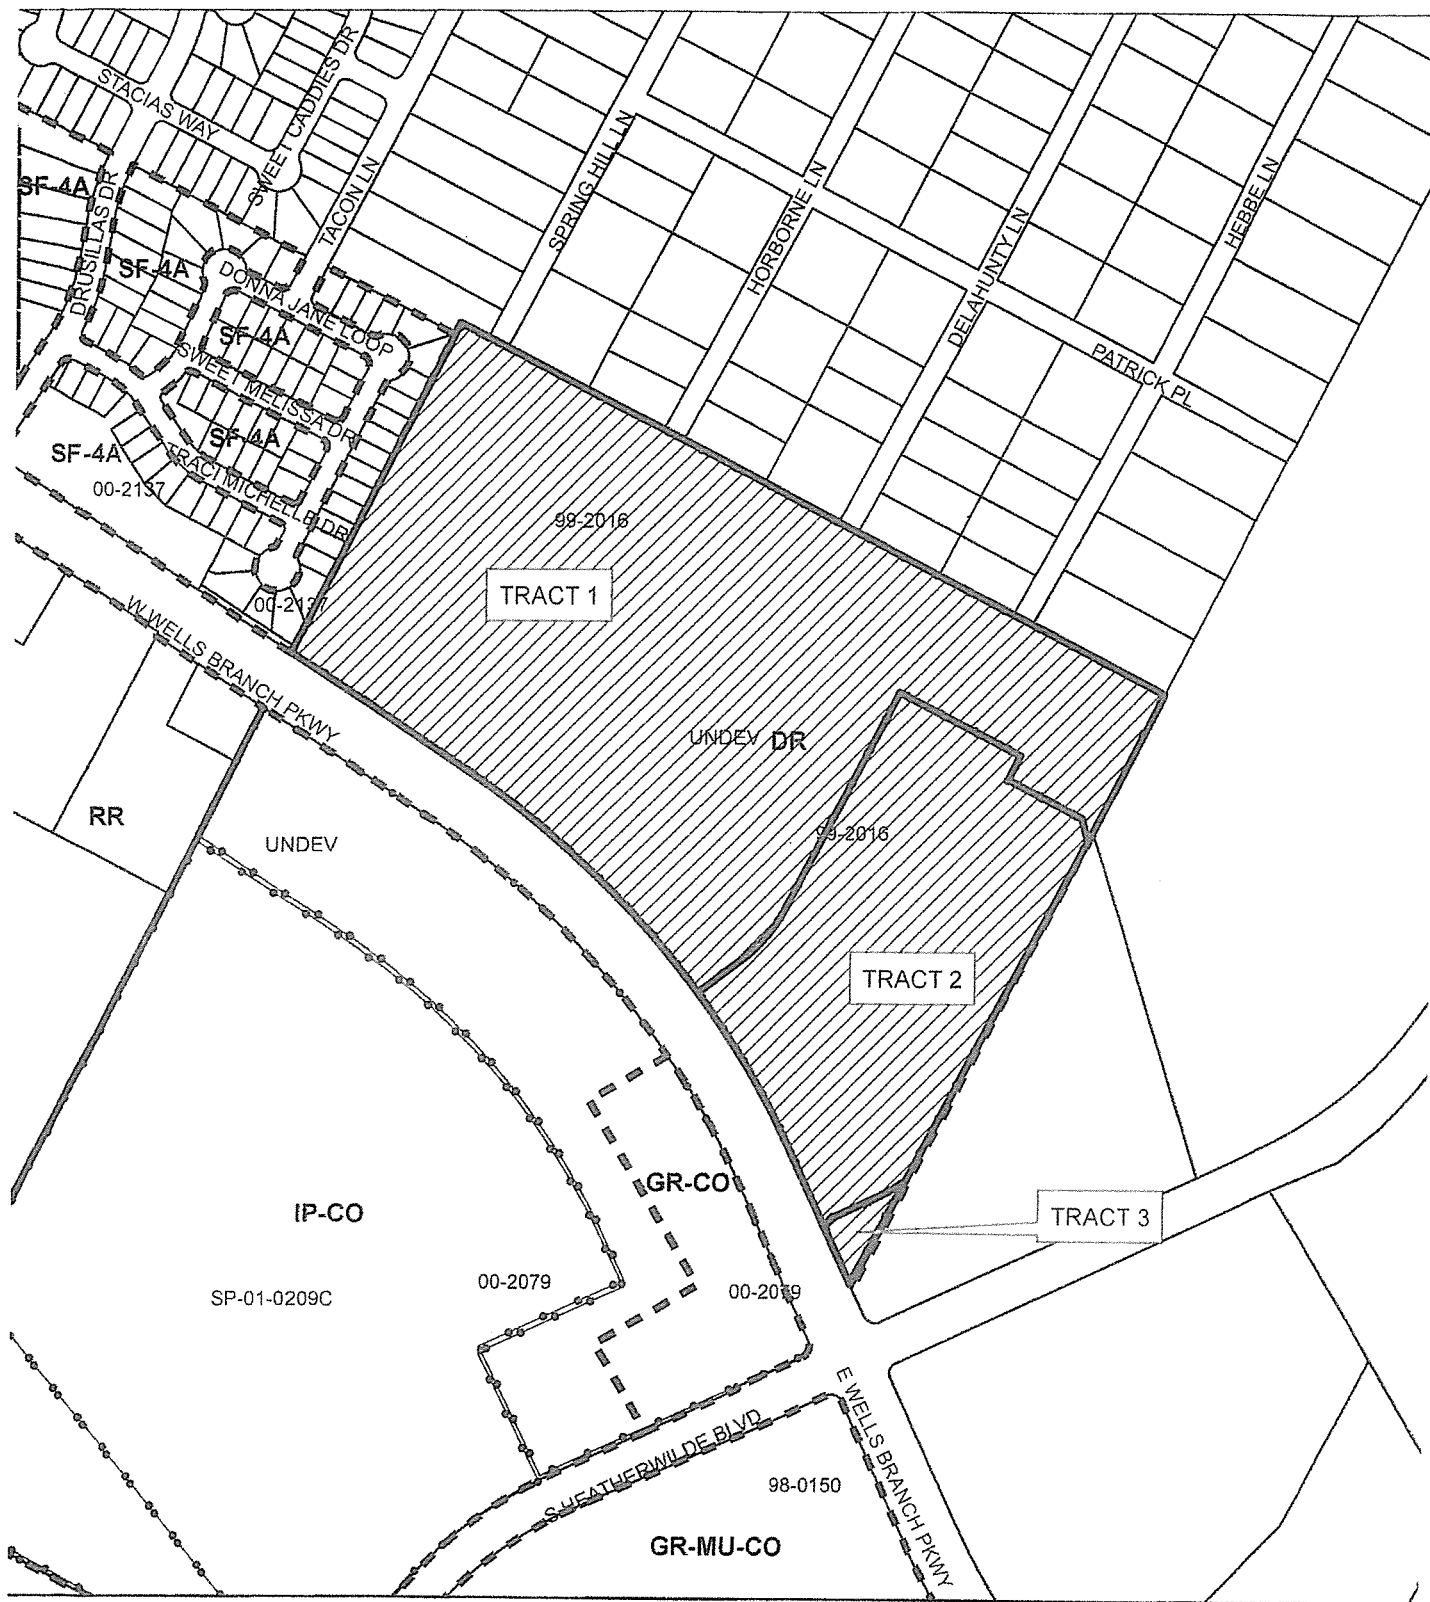 STACIAS WAY
SWEET CADDIES DR
TACON LN
SPRING HILL LN
HORBORNE LN
DELAHUNTY LN
HEBBE LN
PATRICK PL
SF-4A
DRUSILLAS DR
SF-4A
DONNA JANE LOOP
SF-4A
SWEET MELISSA DR
SF-4A
SF-4A
TRACI MICHELLE DR
00-2137
00-2137
99-2016
TRACT 1
W WELLS BRANCH PKWY
UNDEV DR
99-2016
RR
UNDEV
TRACT 2
GR-CO
IP-CO
TRACT 3
00-2079
00-2079
SP-01-0209C
S HEATHERWILDE BLVD
E WELLS BRANCH PKWY
98-0150
GR-MU-CO